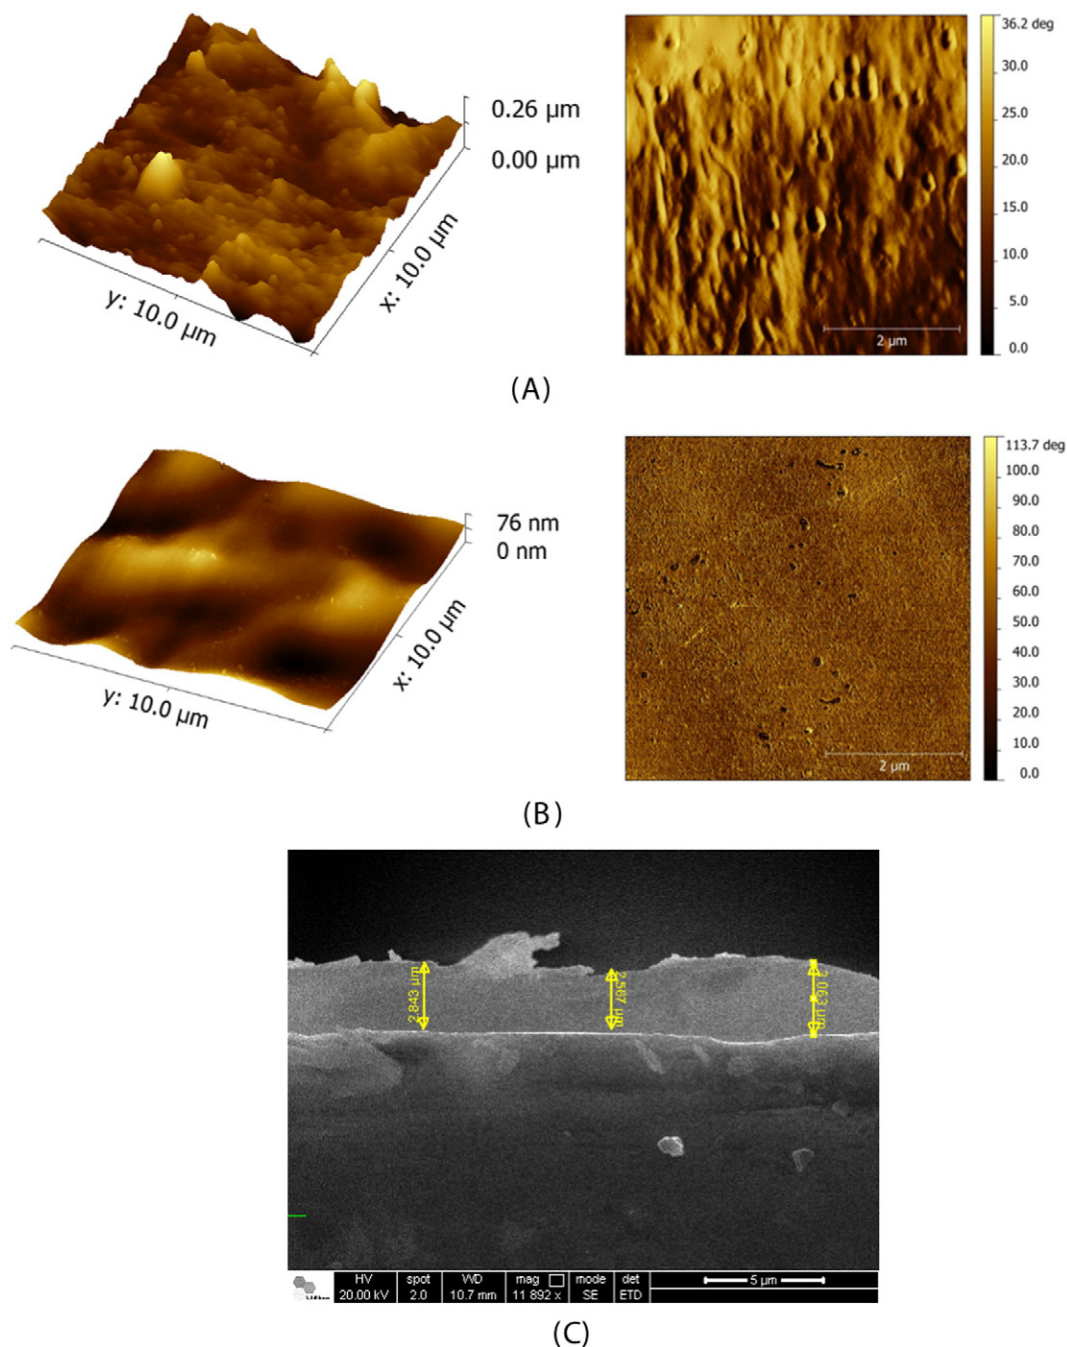 0.26 µm
0.00 µm
x: 10.0 µm
y: 10.0 µm
36.2 deg
30.0
25.0
20.0
15.0
10.0
5.0
0.0
2 µm
(A)
76 nm
0 nm
x: 10.0 µm
y: 10.0 µm
113.7 deg
100.0
90.0
80.0
70.0
60.0
50.0
40.0
30.0
20.0
10.0
0.0
2 µm
(B)
2.843 µm
2.567 µm
µm
HV spot WD mag mode det
20.00 kV 2.0 10.7 mm 11 892 x SE ETD
5 µm
(C)